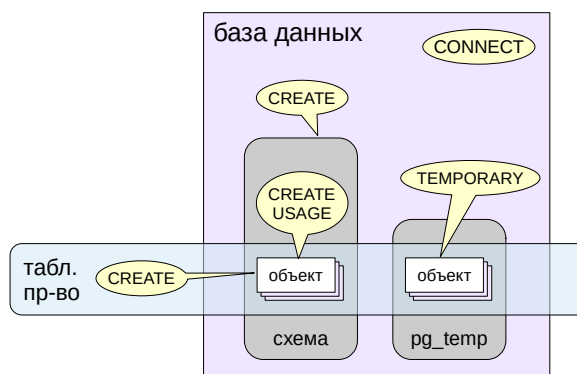 база данных
CONNECT
CREATE
CREATE
USAGE
TEMPORARY
табл.
пр-во
CREATE
объект
объект
схема
pg_temp